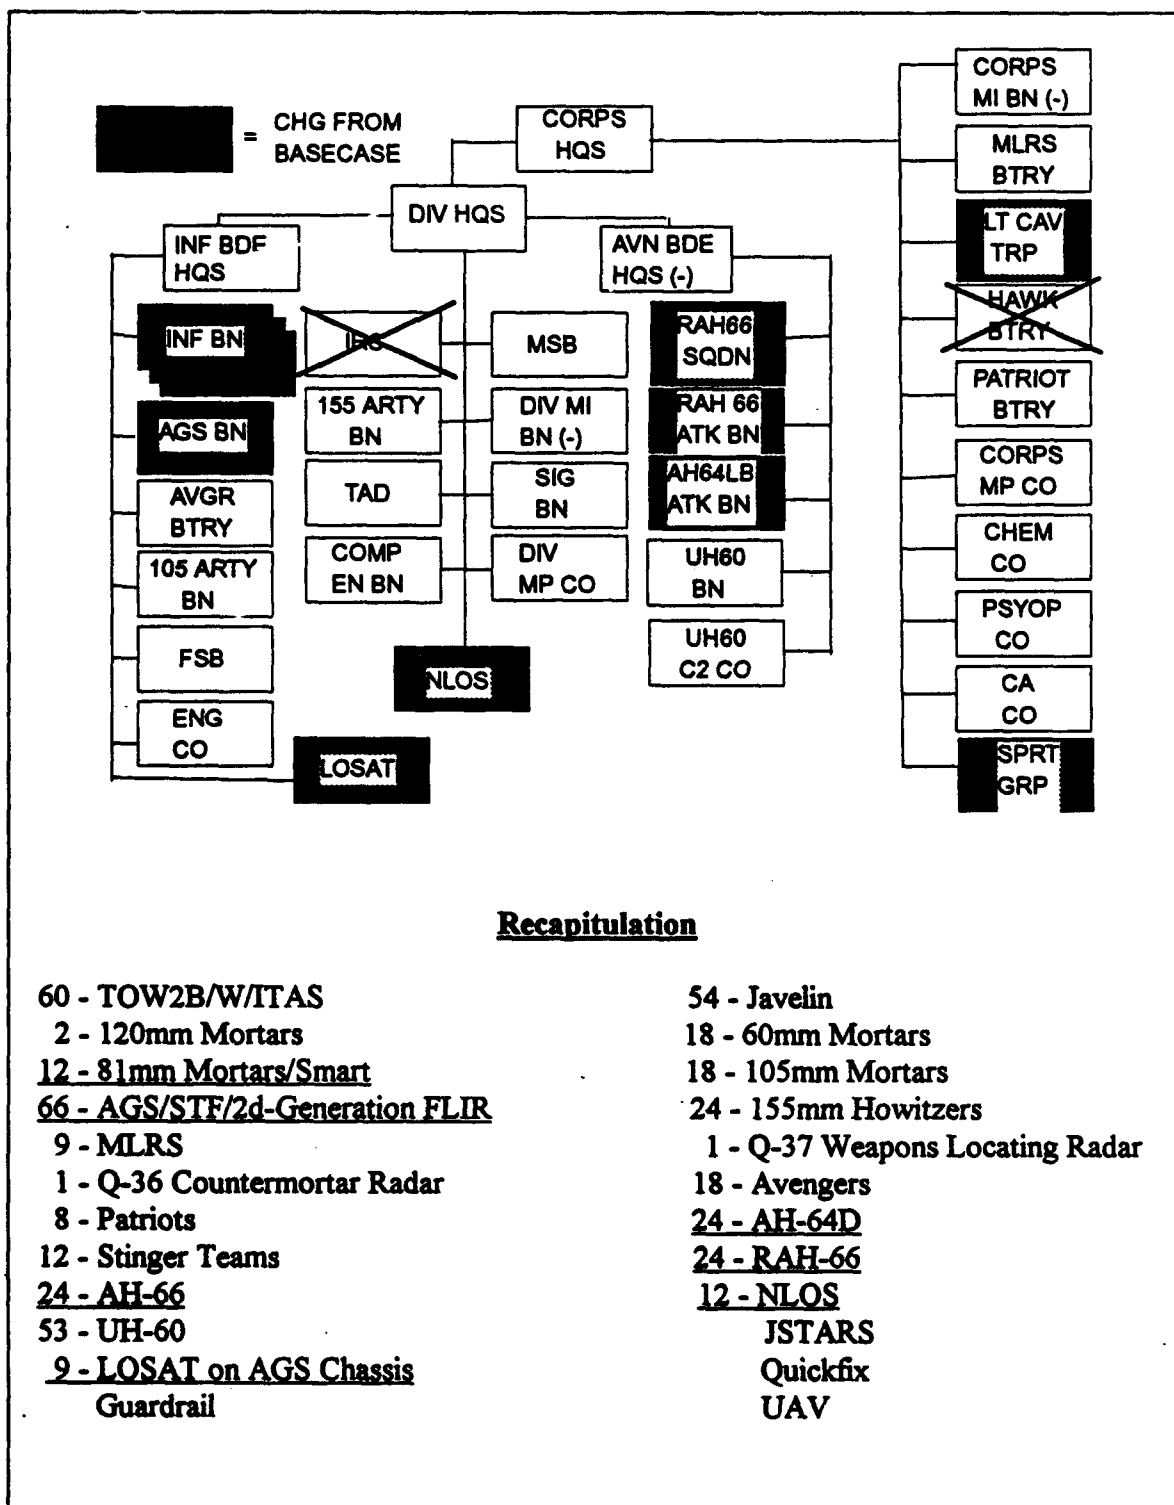 = CHG FROM
BASECASE
CORPS
HQS
DIV HQS
INF BDF
HQS
AVN BDE
HQS (-)
INF BN
AGS BN
AVGR
BTRY
105 ARTY
BN
FSB
ENG
CO
LOSAT
155 ARTY
BN
TAD
COMP
EN BN
MSB
DIV MI
BN (-)
SIG
BN
DIV
MP CO
NLOS
RAH66
SQDN
RAH 66
ATK BN
AH64LB
ATK BN
UH60
BN
UH60
C2 CO
CORPS
MI BN (-)
MLRS
BTRY
LT CAV
TRP
HAWK
BTRY
PATRIOT
BTRY
CORPS
MP CO
CHEM
CO
PSYOP
CO
CA
CO
SPRT
GRP
Recapitulation
60 - TOW2B/W/ITAS
2 - 120mm Mortars
12 - 81mm Mortars/Smart
66 - AGS/STF/2d-Generation FLIR
9 - MLRS
1 - Q-36 Countermortar Radar
8 - Patriots
12 - Stinger Teams
24 - AH-66
53 - UH-60
9 - LOSAT on AGS Chassis
Guardrail
54 - Javelin
18 - 60mm Mortars
18 - 105mm Mortars
24 - 155mm Howitzers
1 - Q-37 Weapons Locating Radar
18 - Avengers
24 - AH-64D
24 - RAH-66
12 - NLOS
JSTARS
Quickfix
UAV